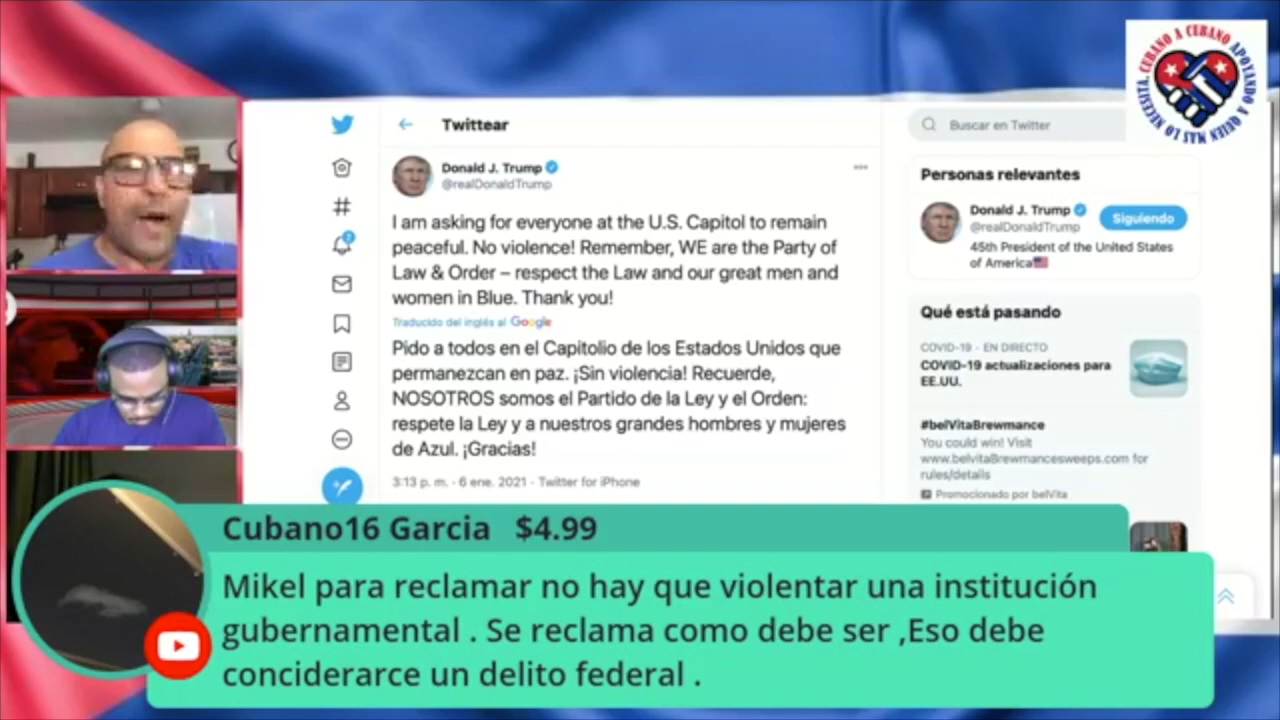 CUBANO A CUBANO APOYANDO A QUIEN MAS LO NECESITA.
Twittear
Donald J. Trump
@realDonaldTrump
I am asking for everyone at the U.S. Capitol to remain
peaceful. No violence! Remember, WE are the Party of
Law & Order – respect the Law and our great men and
women in Blue. Thank you!
Traducido del inglés al Google
Pido a todos en el Capitolio de los Estados Unidos que
permanezcan en paz. ¡Sin violencia! Recuerde,
NOSOTROS somos el Partido de la Ley y el Orden:
respete la Ley y a nuestros grandes hombres y mujeres
de Azul. ¡Gracias!
3:13 p. m. · 6 ene. 2021 · Twitter for iPhone
Buscar en Twitter
Personas relevantes
Donald J. Trump
@realDonaldTrump
Siguiendo
45th President of the United States
of America
Qué está pasando
COVID-19 · EN DIRECTO
COVID-19 actualizaciones para
EE.UU.
#belVitaBrewmance
You could win! Visit
www.belvitaBrewmancesweeps.com for
rules/details
Promocionado por belVita
Cubano16 Garcia $4.99
Mikel para reclamar no hay que violentar una institución
gubernamental . Se reclama como debe ser ,Eso debe
conciderarce un delito federal .